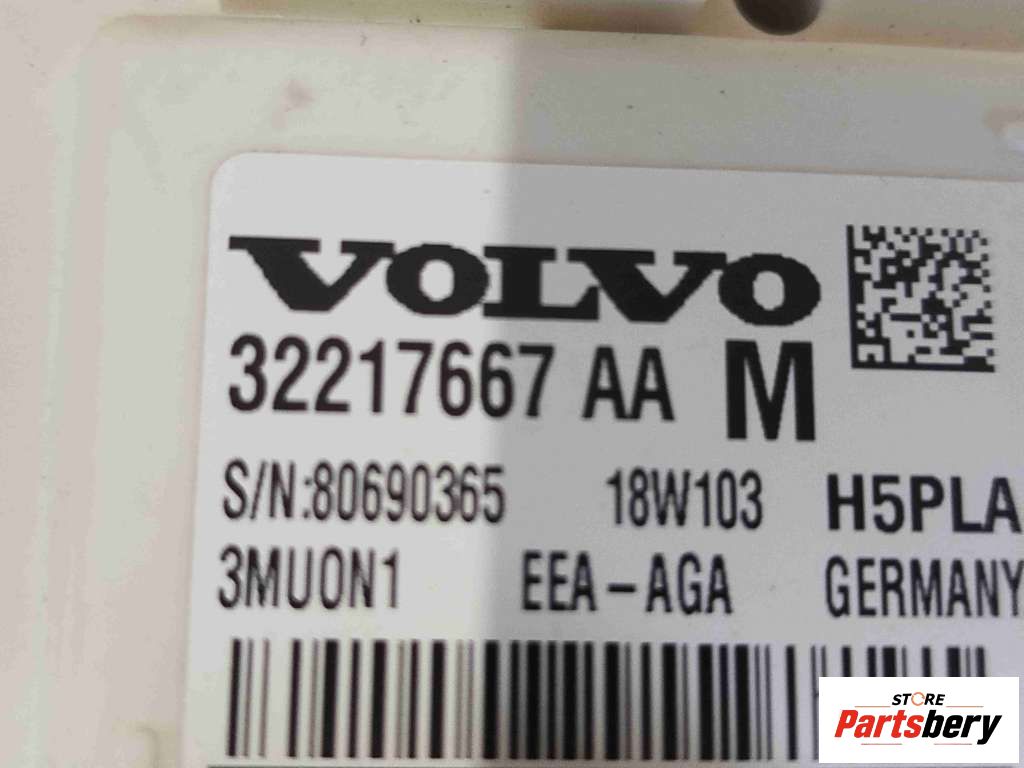 VOLVO
32217667 AA M
S/N:80690365 18W103 H5PLA
3MUON1 EEA-AGA GERMANY
STORE
Partsbery